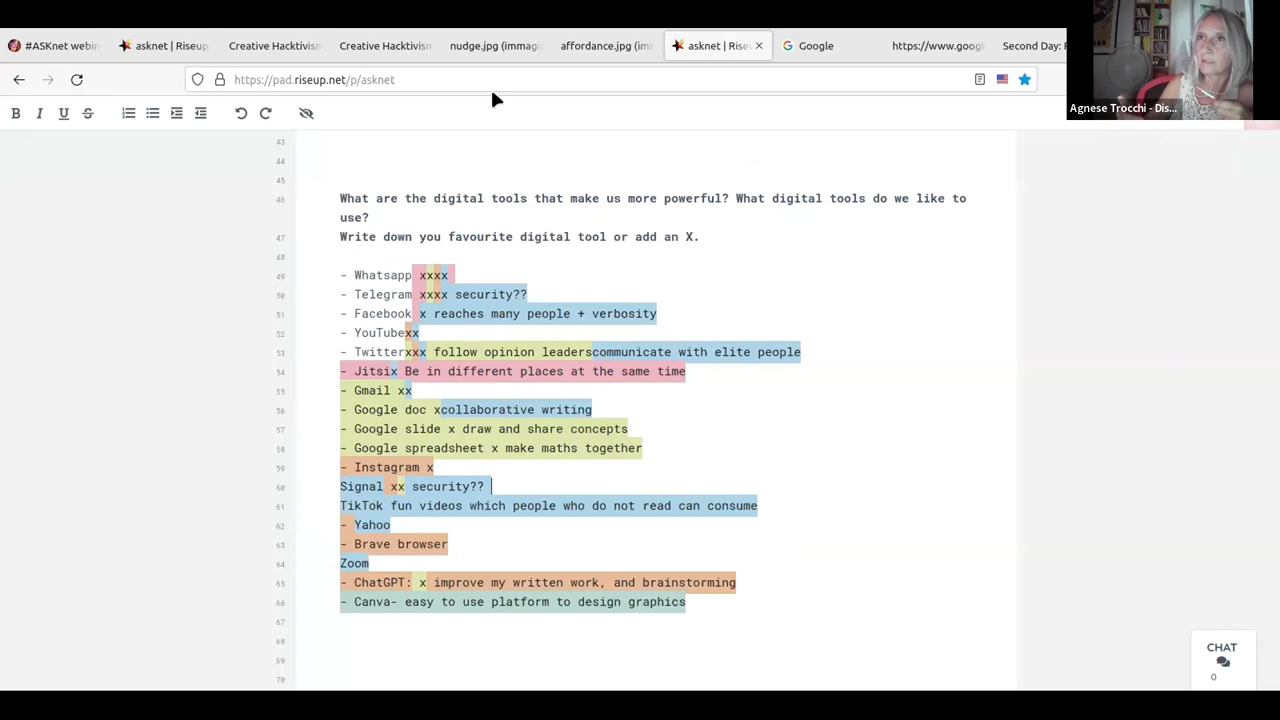 #ASKnet webin
asknet | Riseup
Creative Hacktivism
Creative Hacktivism
nudge.jpg (immagi
affordance.jpg (imm
asknet | Rise
Google
https://www.googl
Second Day: F
https://pad.riseup.net/p/asknet
Agnese Trocchi - Dis...
B I U S
43
44
45
46 What are the digital tools that make us more powerful? What digital tools do we like to
use?
47 Write down you favourite digital tool or add an X.
48
49 - Whatsapp xxxx
50 - Telegram xxxx security??
51 - Facebook x reaches many people + verbosity
52 - YouTubexx
53 - Twitterxxx follow opinion leaderscommunicate with elite people
54 - Jitsix Be in different places at the same time
55 - Gmail xx
56 - Google doc xcollaborative writing
57 - Google slide x draw and share concepts
58 - Google spreadsheet x make maths together
59 - Instagram x
60 Signal xx security??
61 TikTok fun videos which people who do not read can consume
62 - Yahoo
63 - Brave browser
64 Zoom
65 - ChatGPT: x improve my written work, and brainstorming
66 - Canva- easy to use platform to design graphics
67
68
69
70
CHAT
0